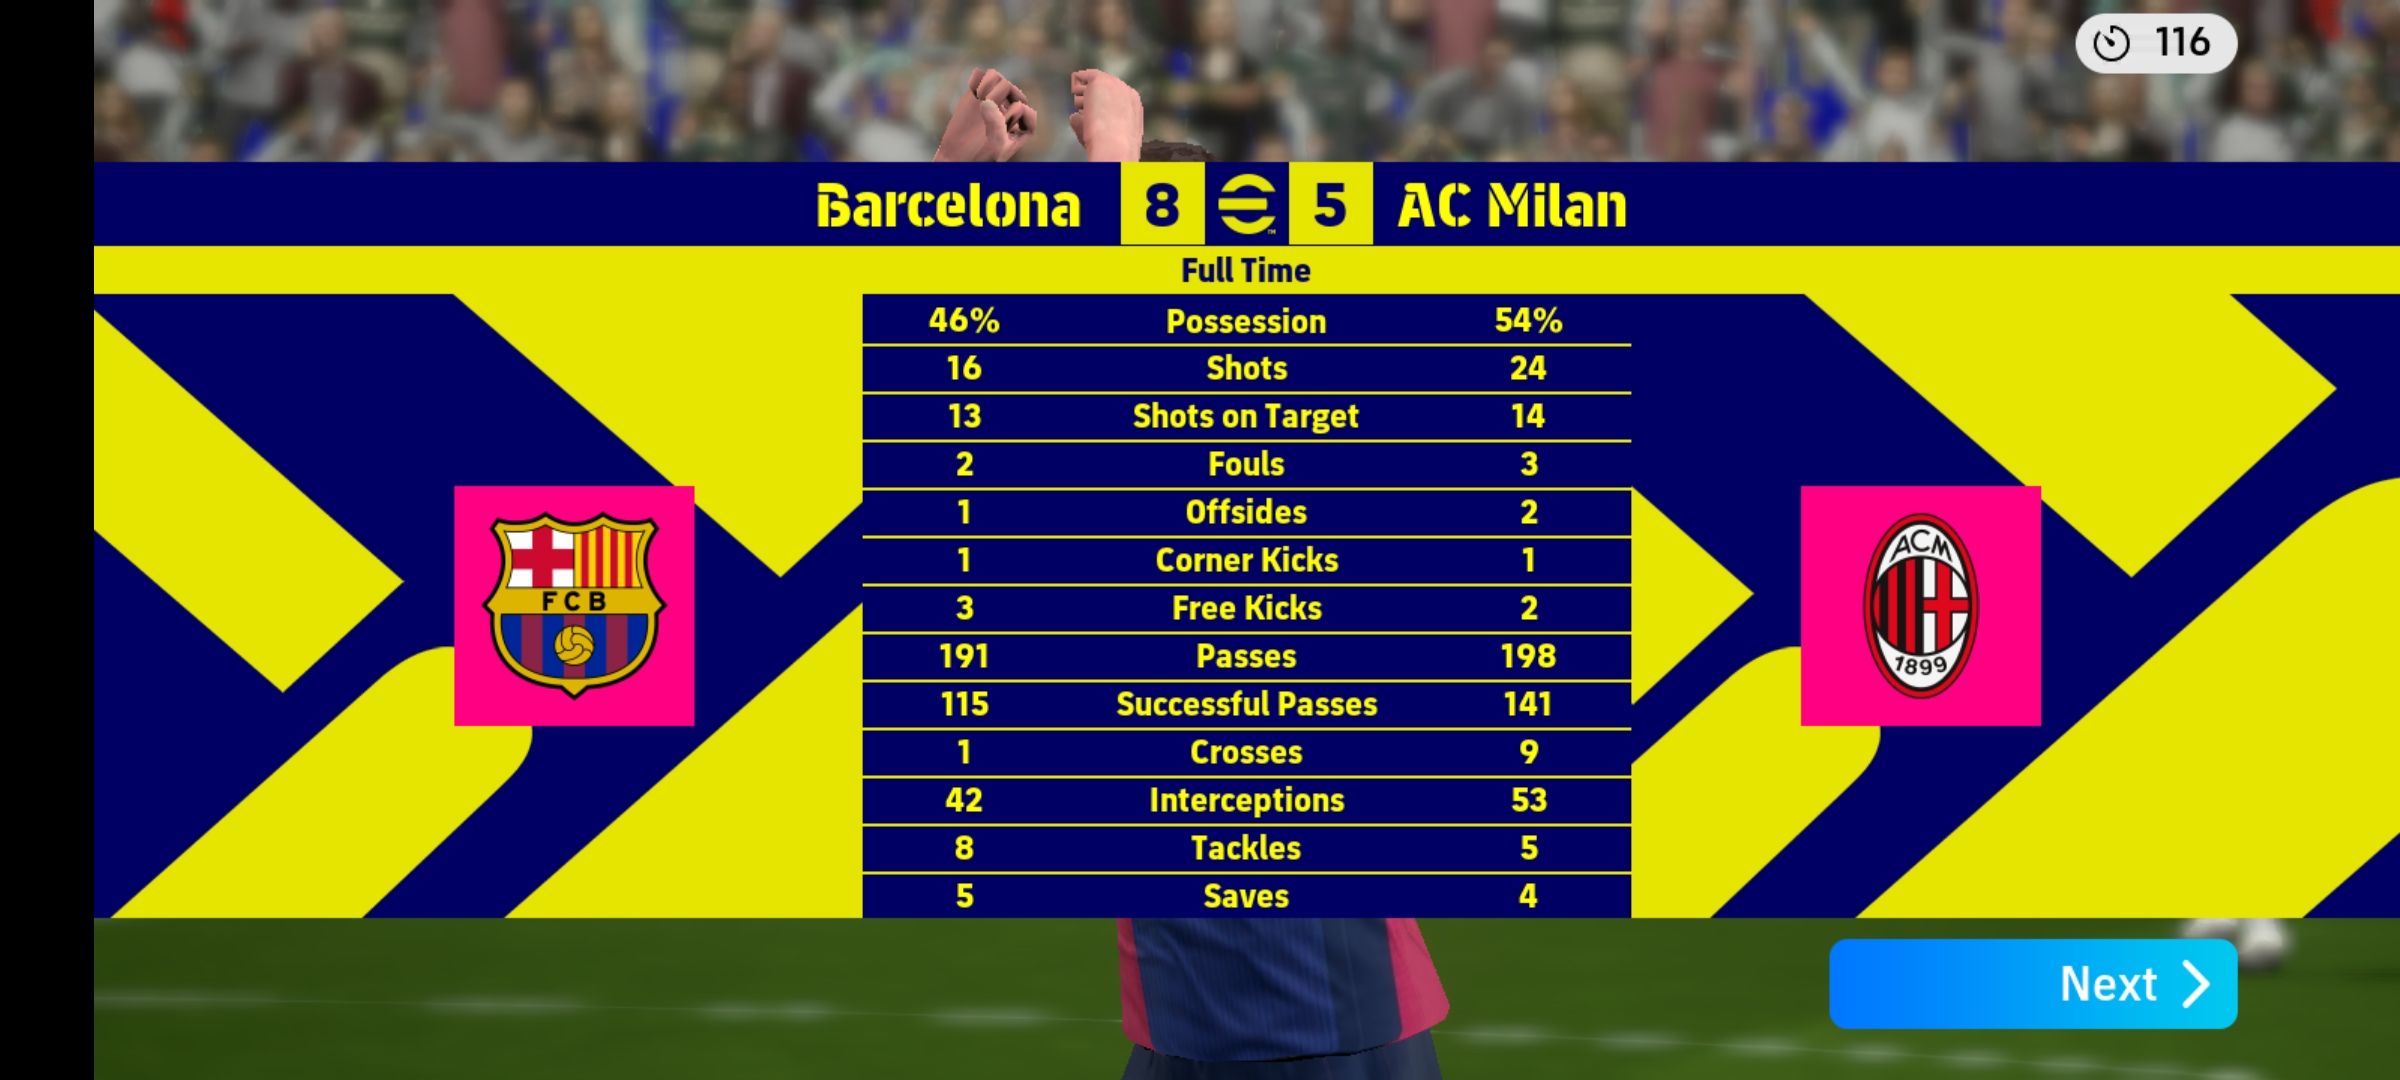 116
Barcelona 8 5 AC Milan
Full Time
46% Possession 54%
16 Shots 24
13 Shots on Target 14
2 Fouls 3
1 Offsides 2
1 Corner Kicks 1
3 Free Kicks 2
191 Passes 198
115 Successful Passes 141
1 Crosses 9
42 Interceptions 53
8 Tackles 5
5 Saves 4
FCB
ACM
1899
Next